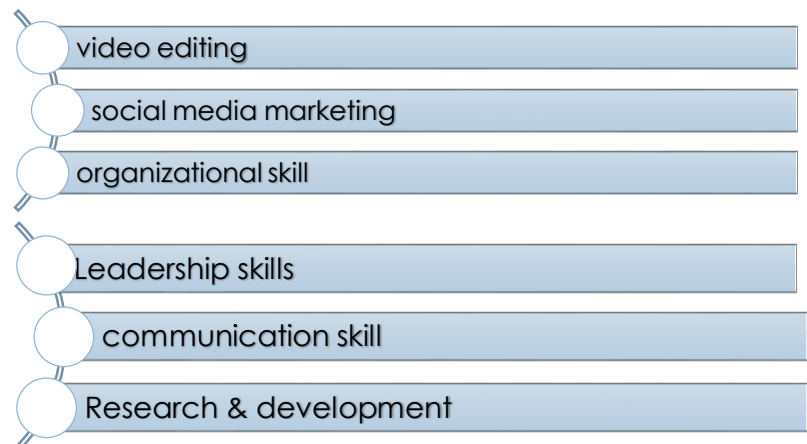 video editing
social media marketing
organizational skill
Leadership skills
communication skill
Research & development